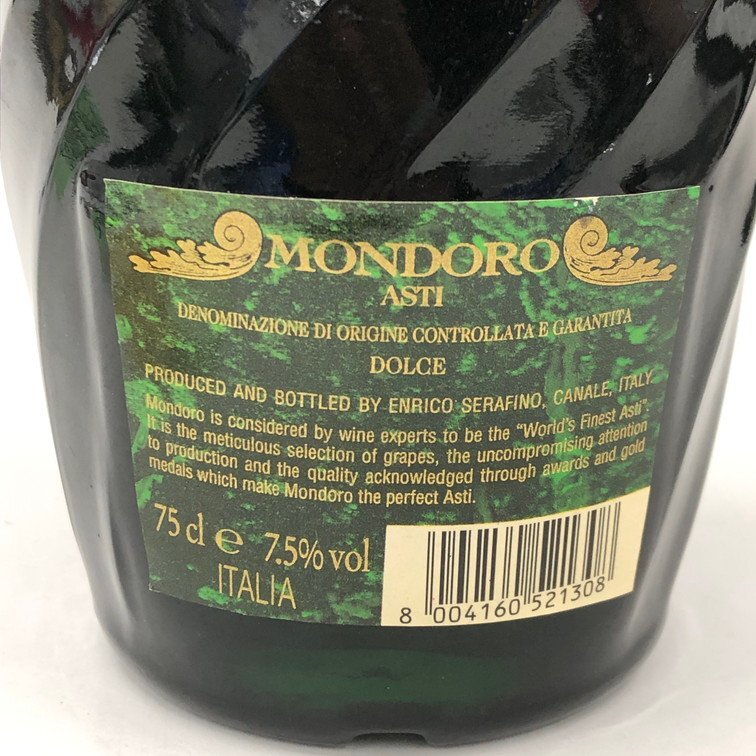 MONDORO
ASTI
DENOMINAZIONE DI ORIGINE CONTROLLATA E GARANTITA
DOLCE
PRODUCED AND BOTTLED BY ENRICO SERAFINO, CANALE, ITALY.
Mondoro is considered by wine experts to be the "World's Finest Asti".
It is the meticulous selection of grapes, the uncompromising attention
to production and the quality acknowledged through awards and gold
medals which make Mondoro the perfect Asti.
75 cl e 7.5% vol
ITALIA
8 004160 521308